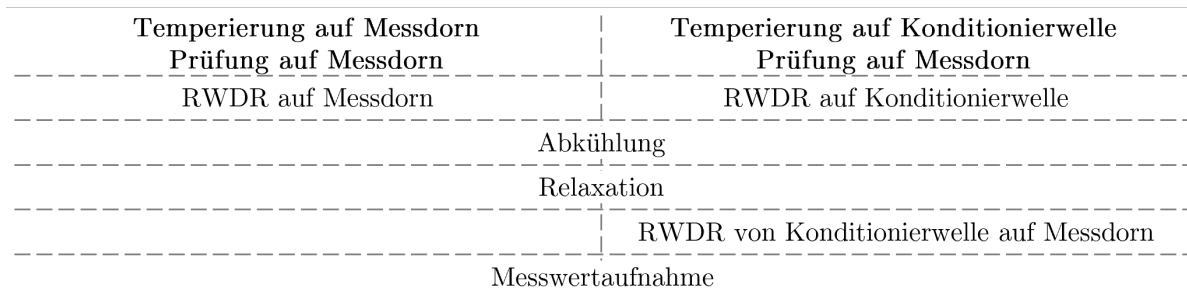 Temperierung auf Messdorn
Prüfung auf Messdorn
Temperierung auf Konditionierwelle
Prüfung auf Messdorn
RWDR auf Messdorn
RWDR auf Konditionierwelle
Abkühlung
Relaxation
RWDR von Konditionierwelle auf Messdorn
Messwertaufnahme